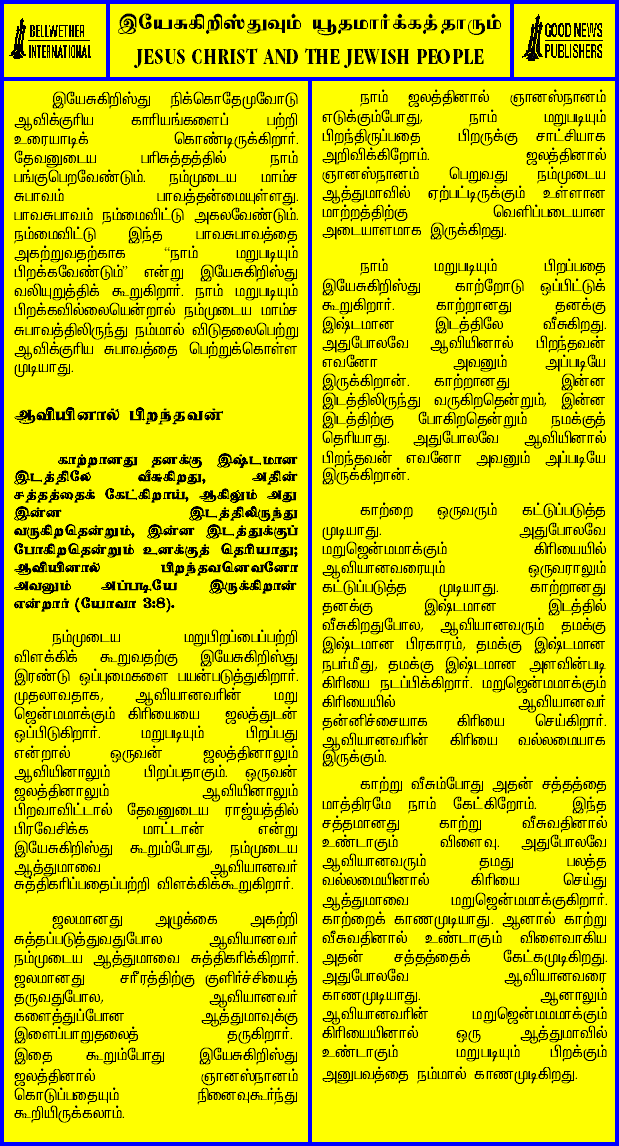 BELLWETHER
INTERNATIONAL
இயேசுகிறிஸ்துவும் யூதமார்க்கத்தாரும்
JESUS CHRIST AND THE JEWISH PEOPLE
GOOD NEWS
PUBLISHERS
இயேசுகிறிஸ்து நிக்கொதேமுவோடு
ஆவிக்குரிய காரியங்களைப் பற்றி
உரையாடிக் கொண்டிருக்கிறார்.
தேவனுடைய பரிசுத்தத்தில் நாம்
பங்குபெறவேண்டும். நம்முடைய மாம்ச
சுபாவம் பாவத்தன்மையுள்ளது.
பாவசுபாவம் நம்மைவிட்டு அகலவேண்டும்.
நம்மைவிட்டு இந்த பாவசுபாவத்தை
அகற்றுவதற்காக “நாம் மறுபடியும்
பிறக்கவேண்டும்” என்று இயேசுகிறிஸ்து
வலியுறுத்திக் கூறுகிறார். நாம் மறுபடியும்
பிறக்கவில்லையென்றால் நம்முடைய மாம்ச
சுபாவத்திலிருந்து நம்மால் விடுதலைபெற்று
ஆவிக்குரிய சுபாவத்தை பெற்றுக்கொள்ள
முடியாது.
ஆவியினால் பிறந்தவன்
காற்றானது தனக்கு இஷ்டமான
இடத்திலே வீசுகிறது, அதின்
சத்தத்தைக் கேட்கிறாய், ஆகிலும் அது
இன்ன இடத்திலிருந்து
வருகிறதென்றும், இன்ன இடத்துக்குப்
போகிறதென்றும் உனக்குத் தெரியாது;
ஆவியினால் பிறந்தவனெவனோ
அவனும் அப்படியே இருக்கிறான்
என்றார் (யோவா 3:8).
நம்முடைய மறுபிறப்பைப்பற்றி
விளக்கிக் கூறுவதற்கு இயேசுகிறிஸ்து
இரண்டு ஒப்புமைகளை பயன்படுத்துகிறார்.
முதலாவதாக, ஆவியானவரின் மறு
ஜென்மமாக்கும் கிரியையை ஜலத்துடன்
ஒப்பிடுகிறார். மறுபடியும் பிறப்பது
என்றால் ஒருவன் ஜலத்தினாலும்
ஆவியினாலும் பிறப்பதாகும். ஒருவன்
ஜலத்தினாலும் ஆவியினாலும்
பிறவாவிட்டால் தேவனுடைய ராஜ்யத்தில்
பிரவேசிக்க மாட்டான் என்று
இயேசுகிறிஸ்து கூறும்போது, நம்முடைய
ஆத்துமாவை ஆவியானவர்
சுத்திகரிப்பதைப்பற்றி விளக்கிக்கூறுகிறார்.
ஜலமானது அழுக்கை அகற்றி
சுத்தப்படுத்துவதுபோல ஆவியானவர்
நம்முடைய ஆத்துமாவை சுத்திகரிக்கிறார்.
ஜலமானது சரீரத்திற்கு குளிர்ச்சியைத்
தருவதுபோல, ஆவியானவர்
களைத்துப்போன ஆத்துமாவுக்கு
இளைப்பாறுதலைத் தருகிறார்.
இதை கூறும்போது இயேசுகிறிஸ்து
ஜலத்தினால் ஞானஸ்நானம்
கொடுப்பதையும் நினைவுகூர்ந்து
கூறியிருக்கலாம்.
நாம் ஜலத்தினால் ஞானஸ்நானம்
எடுக்கும்போது, நாம் மறுபடியும்
பிறந்திருப்பதை பிறருக்கு சாட்சியாக
அறிவிக்கிறோம். ஜலத்தினால்
ஞானஸ்நானம் பெறுவது நம்முடைய
ஆத்துமாவில் ஏற்பட்டிருக்கும் உள்ளான
மாற்றத்திற்கு வெளிப்படையான
அடையாளமாக இருக்கிறது.
நாம் மறுபடியும் பிறப்பதை
இயேசுகிறிஸ்து காற்றோடு ஒப்பிட்டுக்
கூறுகிறார். காற்றானது தனக்கு
இஷ்டமான இடத்திலே வீசுகிறது.
அதுபோலவே ஆவியினால் பிறந்தவன்
எவனோ அவனும் அப்படியே
இருக்கிறான். காற்றானது இன்ன
இடத்திலிருந்து வருகிறதென்றும், இன்ன
இடத்திற்கு போகிறதென்றும் நமக்குத்
தெரியாது. அதுபோலவே ஆவியினால்
பிறந்தவன் எவனோ அவனும் அப்படியே
இருக்கிறான்.
காற்றை ஒருவரும் கட்டுப்படுத்த
முடியாது. அதுபோலவே
மறுஜென்மமாக்கும் கிரியையில்
ஆவியானவரையும் ஒருவராலும்
கட்டுப்படுத்த முடியாது. காற்றானது
தனக்கு இஷ்டமான இடத்தில்
வீசுகிறதுபோல, ஆவியானவரும் தமக்கு
இஷ்டமான பிரகாரம், தமக்கு இஷ்டமான
நபர்மீது, தமக்கு இஷ்டமான அளவின்படி
கிரியை நடப்பிக்கிறார். மறுஜென்மமாக்கும்
கிரியையில் ஆவியானவர்
தன்னிச்சையாக கிரியை செய்கிறார்.
ஆவியானவரின் கிரியை வல்லமையாக
இருக்கும்.
காற்று வீசும்போது அதன் சத்தத்தை
மாத்திரமே நாம் கேட்கிறோம். இந்த
சத்தமானது காற்று வீசுவதினால்
உண்டாகும் விளைவு. அதுபோலவே
ஆவியானவரும் தமது பலத்த
வல்லமையினால் கிரியை செய்து
ஆத்துமாவை மறுஜென்மமாக்குகிறார்.
காற்றைக் காணமுடியாது. ஆனால் காற்று
வீசுவதினால் உண்டாகும் விளைவாகிய
அதன் சத்தத்தைக் கேட்கமுடிகிறது.
அதுபோலவே ஆவியானவரை
காணமுடியாது. ஆனாலும்
ஆவியானவரின் மறுஜென்மமமாக்கும்
கிரியையினால் ஒரு ஆத்துமாவில்
உண்டாகும் மறுபடியும் பிறக்கும்
அனுபவத்தை நம்மால் காணமுடிகிறது.